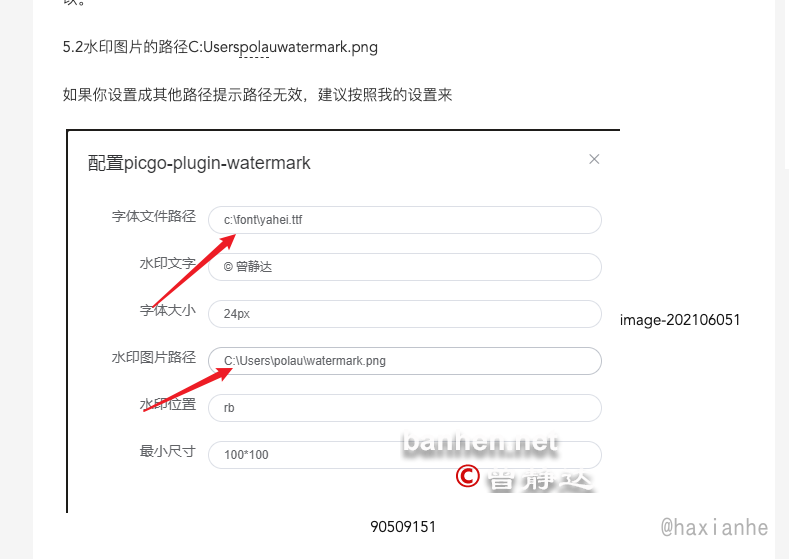 5.2水印图片的路径C:Userspolauwatermark.png
如果你设置成其他路径提示路径无效，建议按照我的设置来
配置picgo-plugin-watermark
字体文件路径 c:\font\yahei.ttf
水印文字 © 曾静达
字体大小 24px
image-202106051
水印图片路径 C:\Users\polau\watermark.png
水印位置 rb
banhen.net
最小尺寸 100*100
© 曾静达
90509151
@haxianhe